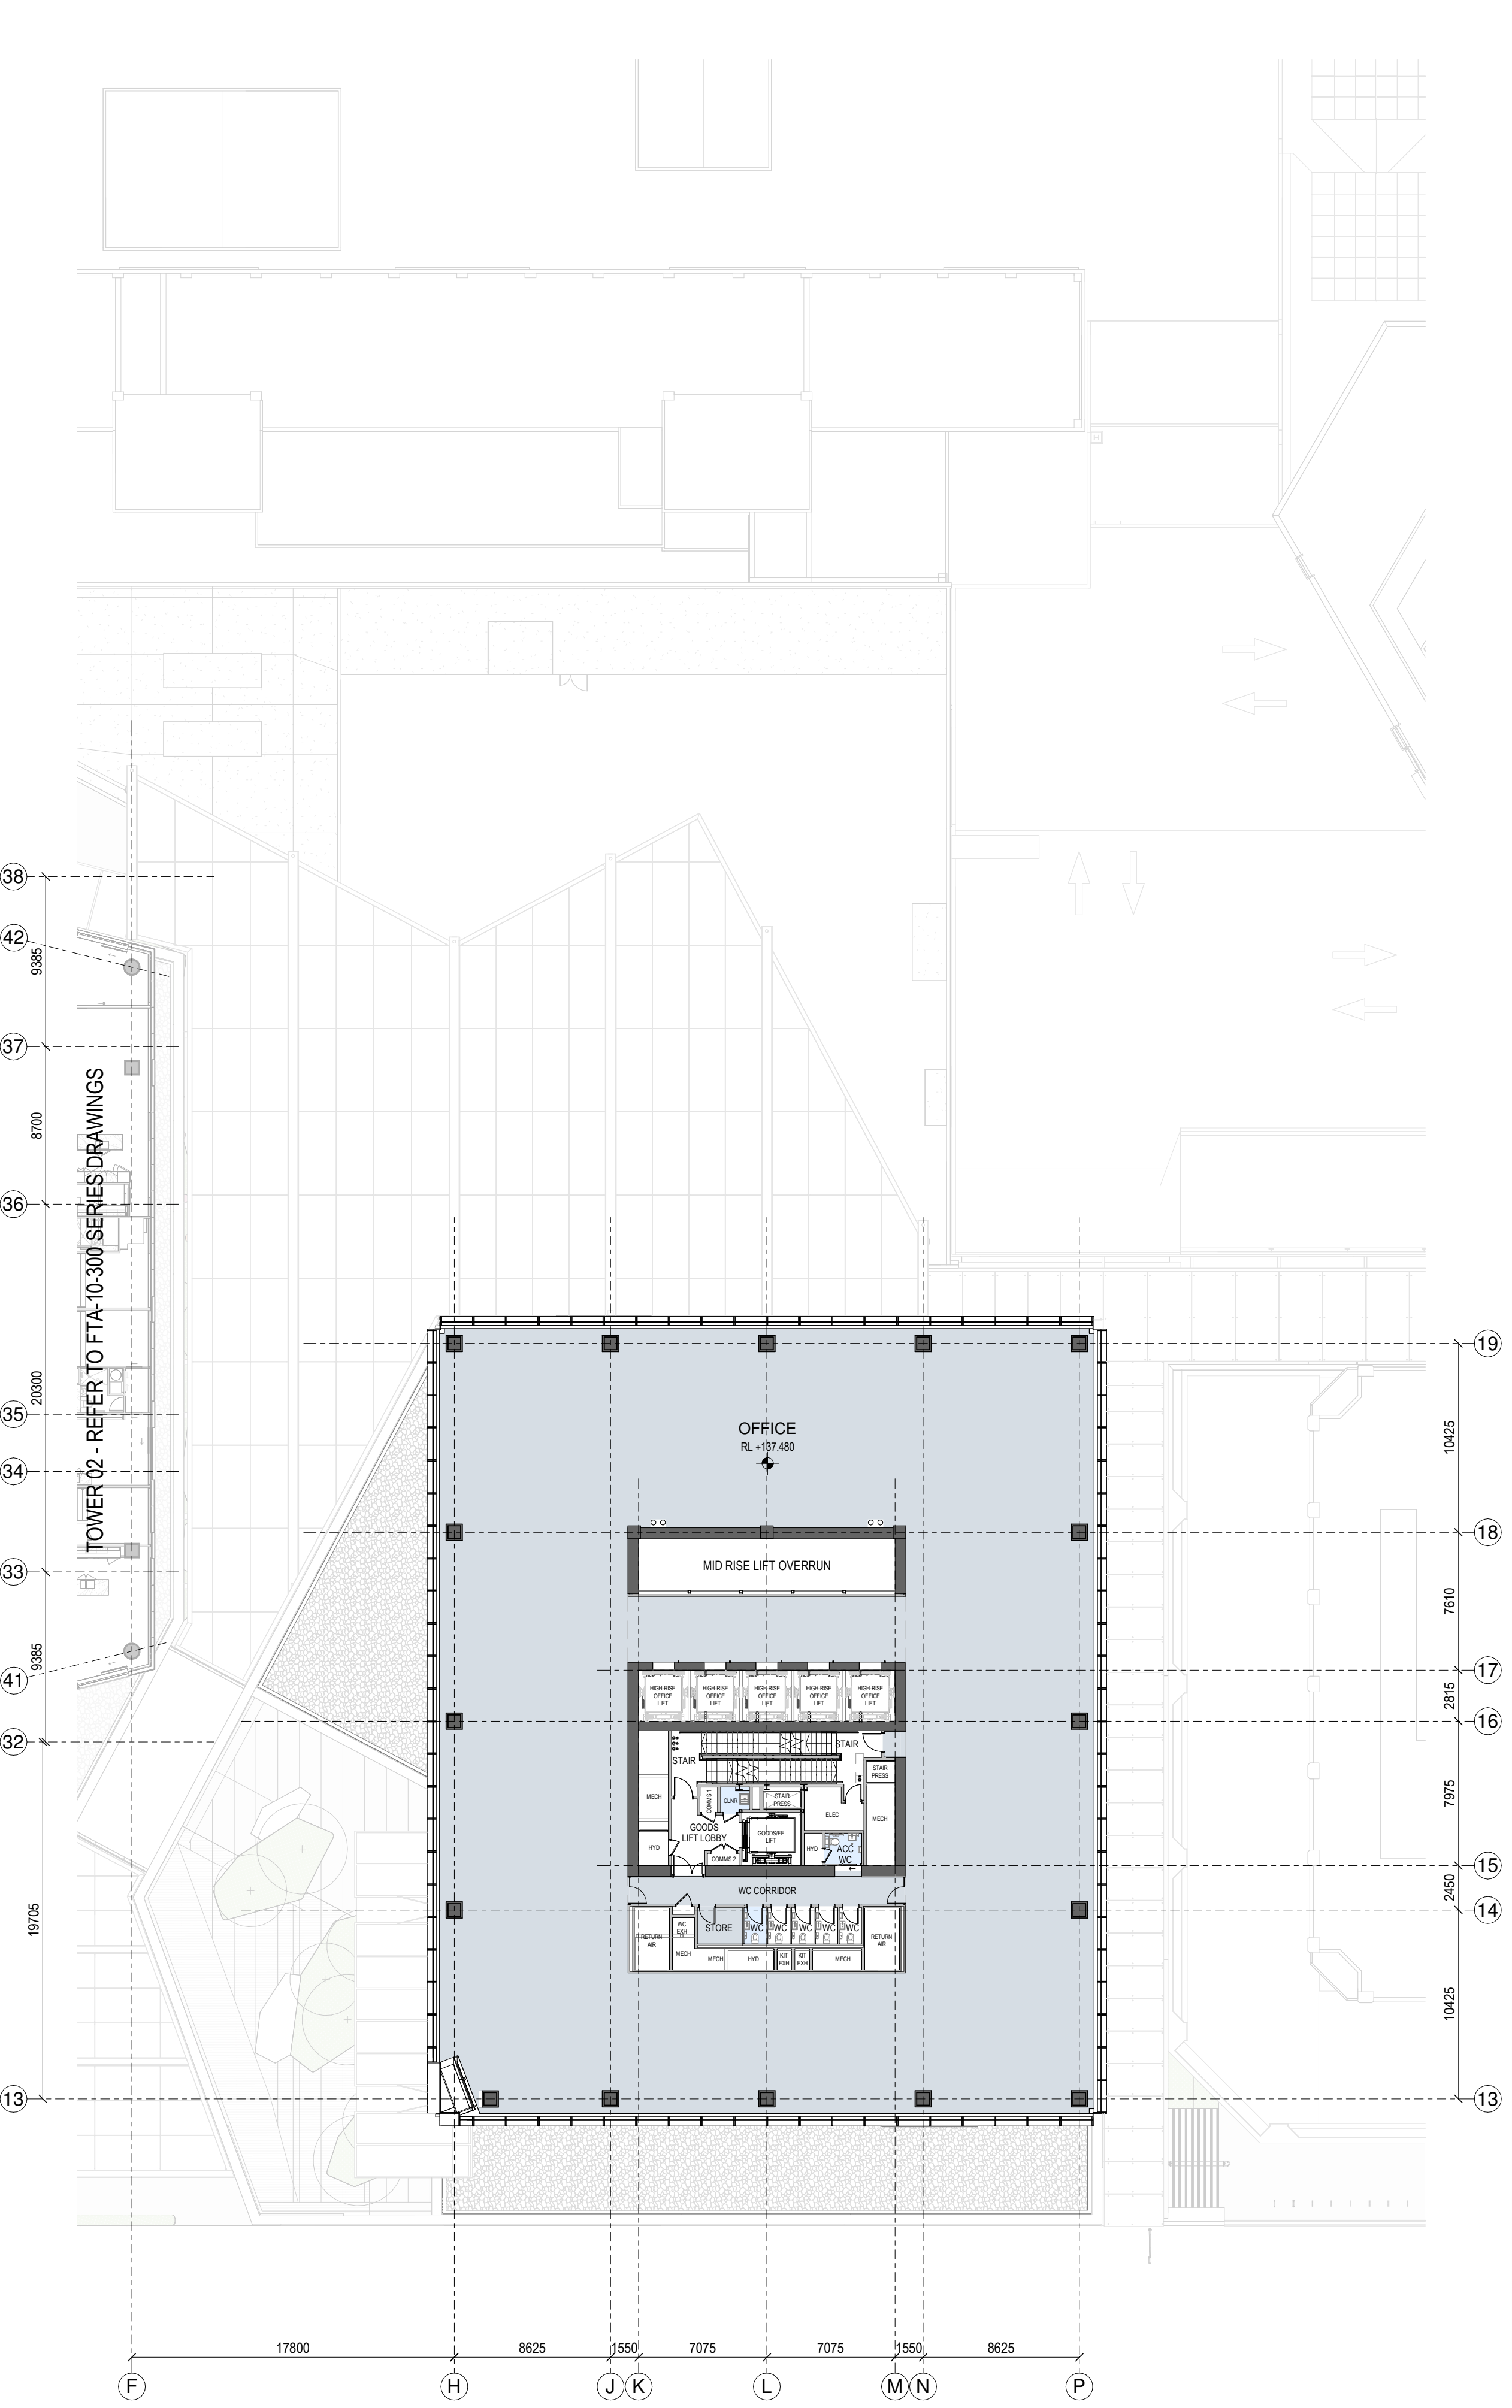 38
42
9385
37
8700
TOWER 02 - REFER TO FTA-10-300 SERIES DRAWINGS
36
20300
35
34
33
9385
41
32
19705
13
19
10425
18
7610
17
2815
16
7975
15
2450
14
10425
13
OFFICE
RL +137.480
MID RISE LIFT OVERRUN
HIGH-RISE
OFFICE
LIFT
HIGH-RISE
OFFICE
LIFT
HIGH-RISE
OFFICE
LIFT
HIGH-RISE
OFFICE
LIFT
HIGH-RISE
OFFICE
LIFT
STAIR
STAIR
STAIR
PRESS
MECH
COMMS 1
CLNR
STAIR
PRESS
ELEC
MECH
GOODS
LIFT LOBBY
GOODS/FF
LIFT
HYD
COMMS 2
HYD
ACC
WC
WC CORRIDOR
RETURN
AIR
WC
EXH
STORE
WC
WC
WC
WC
WC
RETURN
AIR
MECH
MECH
HYD
KIT
EXH
KIT
EXH
MECH
17800
8625
1550
7075
7075
1550
8625
F
H
J
K
L
M
N
P